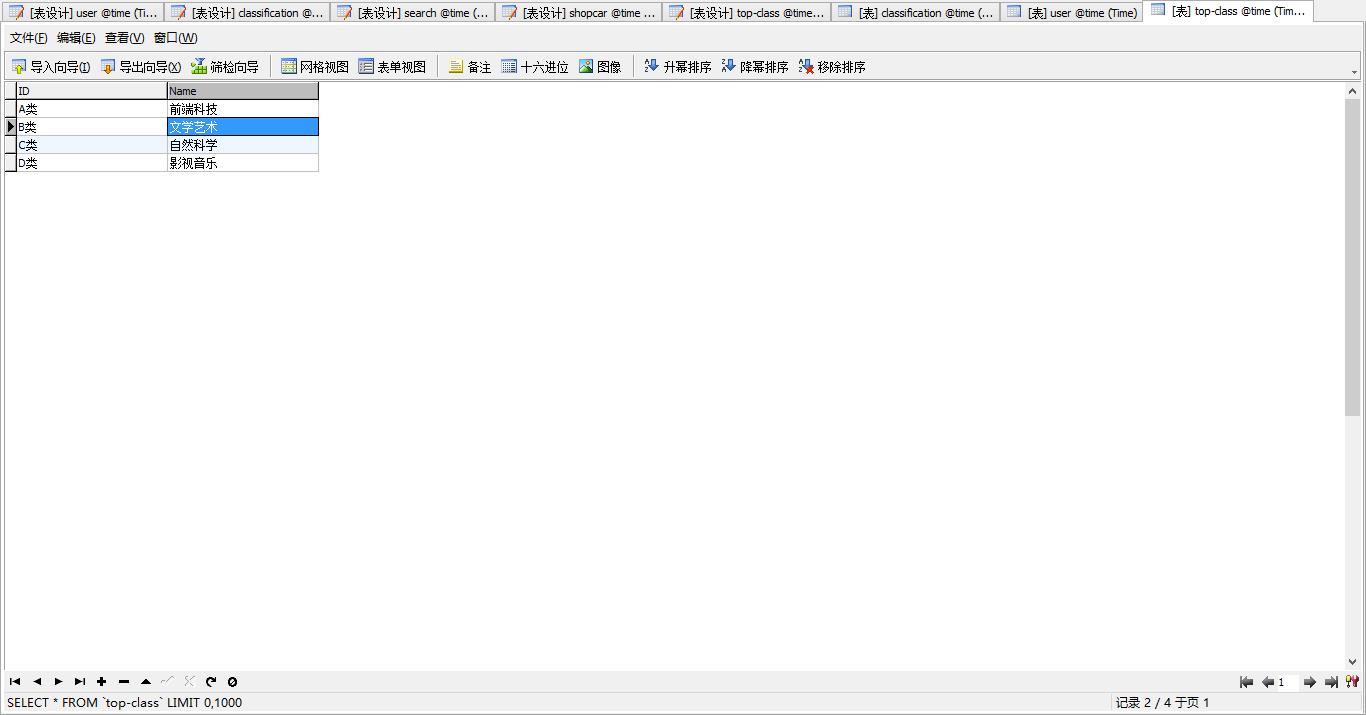 [表设计] user @time (Ti... [表设计] classification @... [表设计] search @time (... [表设计] shopcar @time ... [表设计] top-class @time... [表] classification @time (... [表] user @time (Time) [表] top-class @time (Tim...
文件(F) 编辑(E) 查看(V) 窗口(W)
导入向导(I) 导出向导(X) 筛检向导 网格视图 表单视图 备注 十六进位 图像 升幂排序 降幂排序 移除排序
ID Name
A类 前端科技
B类 文学艺术
C类 自然科学
D类 影视音乐
1
SELECT * FROM `top-class` LIMIT 0,1000 记录 2 / 4 于页 1